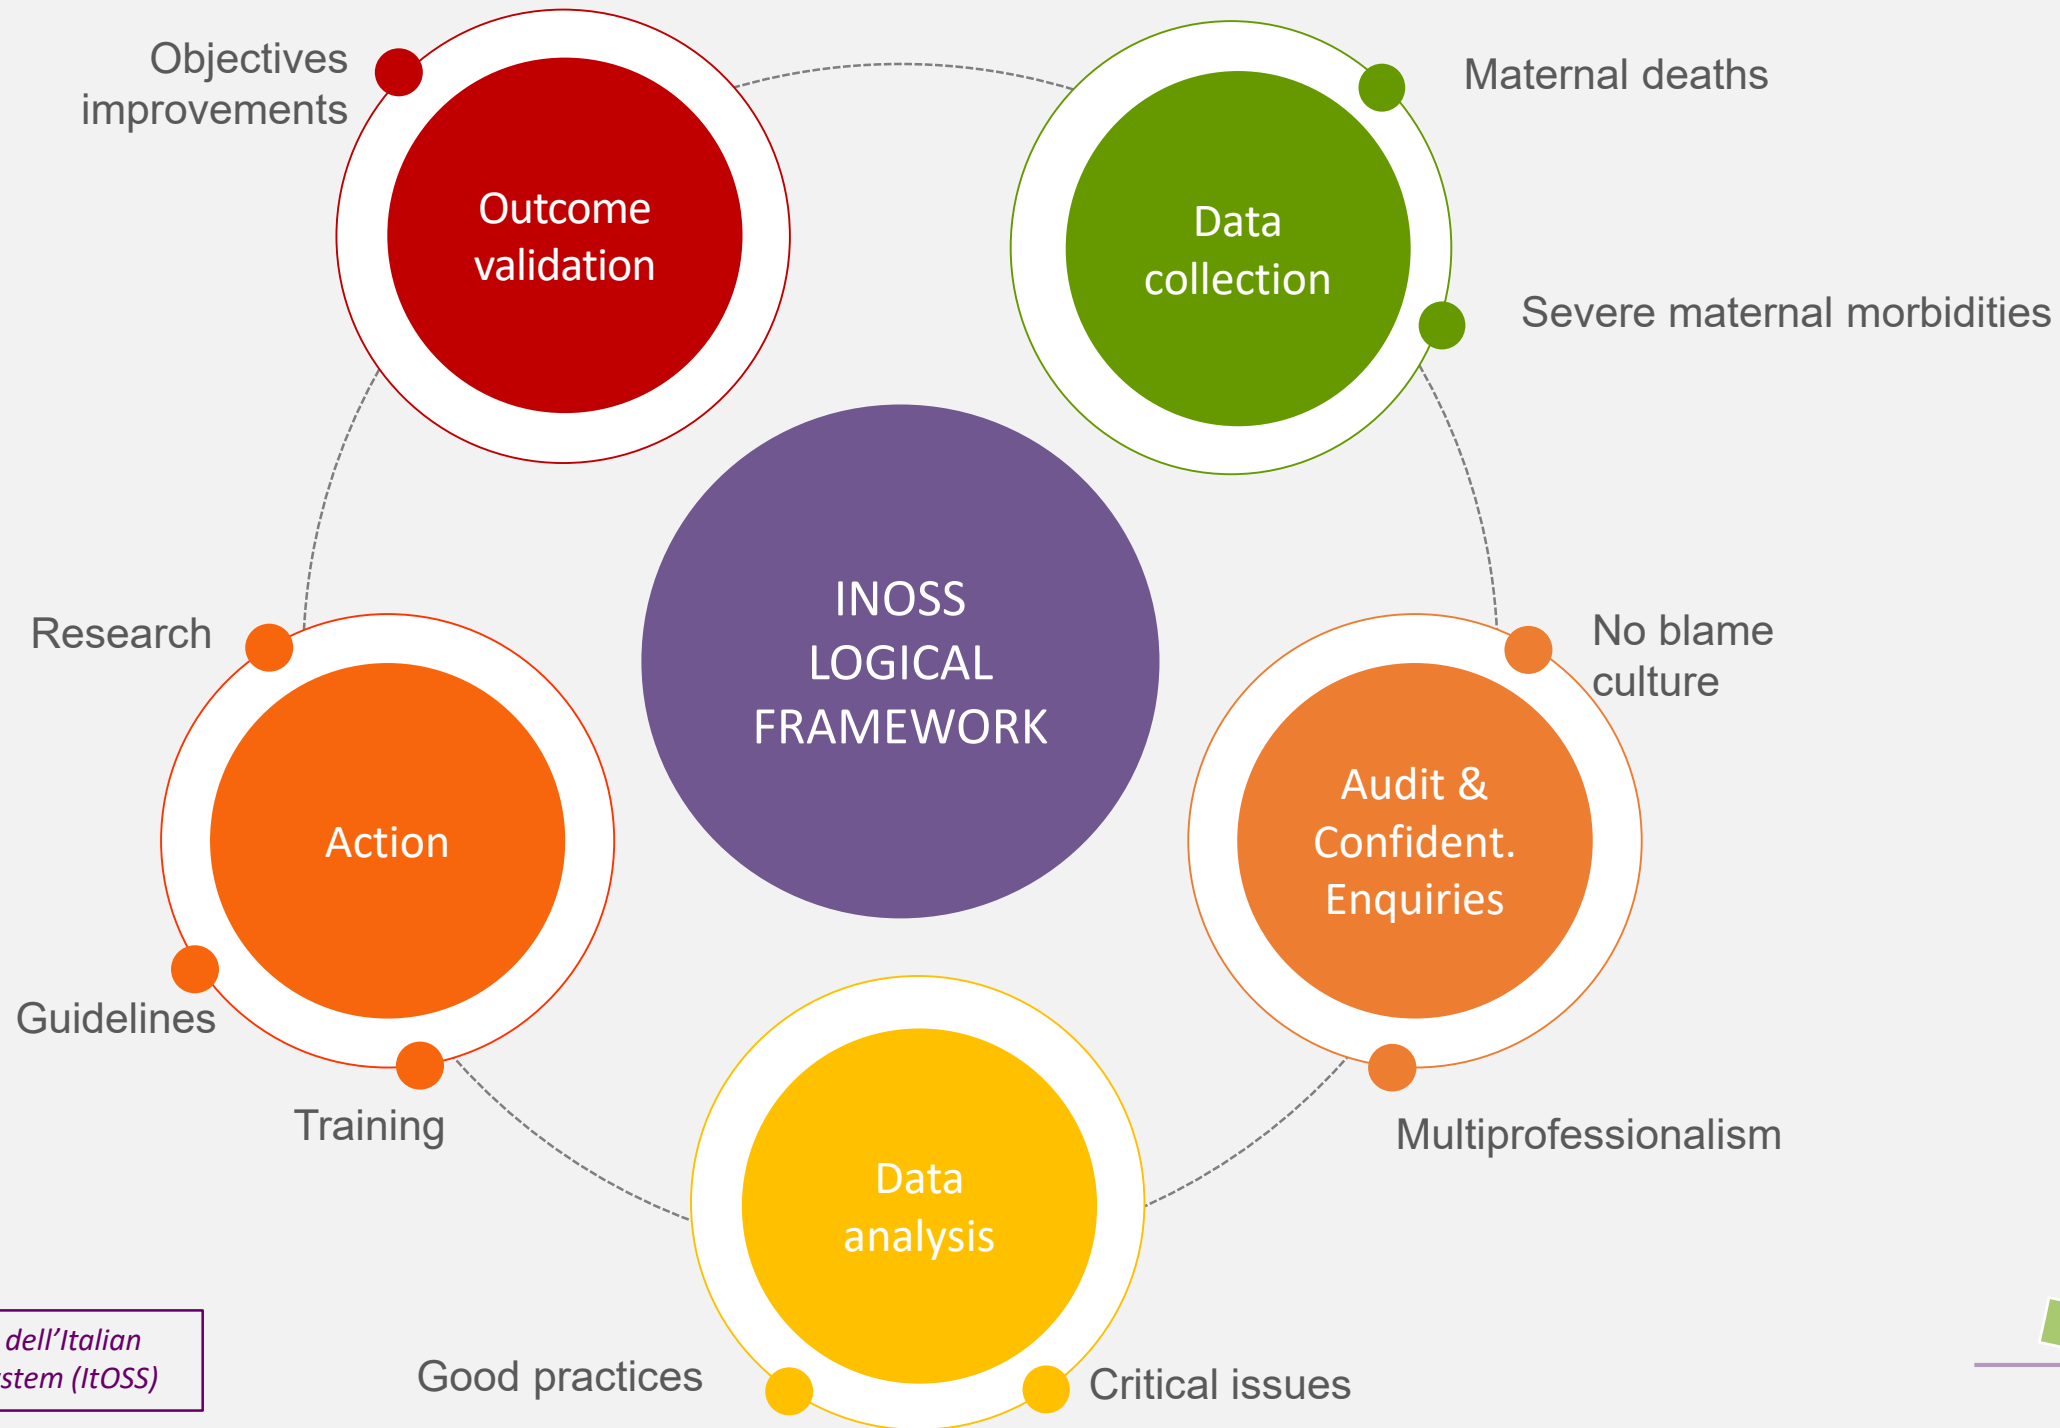 Objectives
improvements
Outcome
validation
Data
collection
Maternal deaths
Severe maternal morbidities
INOSS
LOGICAL
FRAMEWORK
Research
Action
Guidelines
Training
No blame
culture
Audit &
Confident.
Enquiries
Multiprofessionalism
Data
analysis
Good practices
Critical issues
dell’Italian
stem (ItOSS)